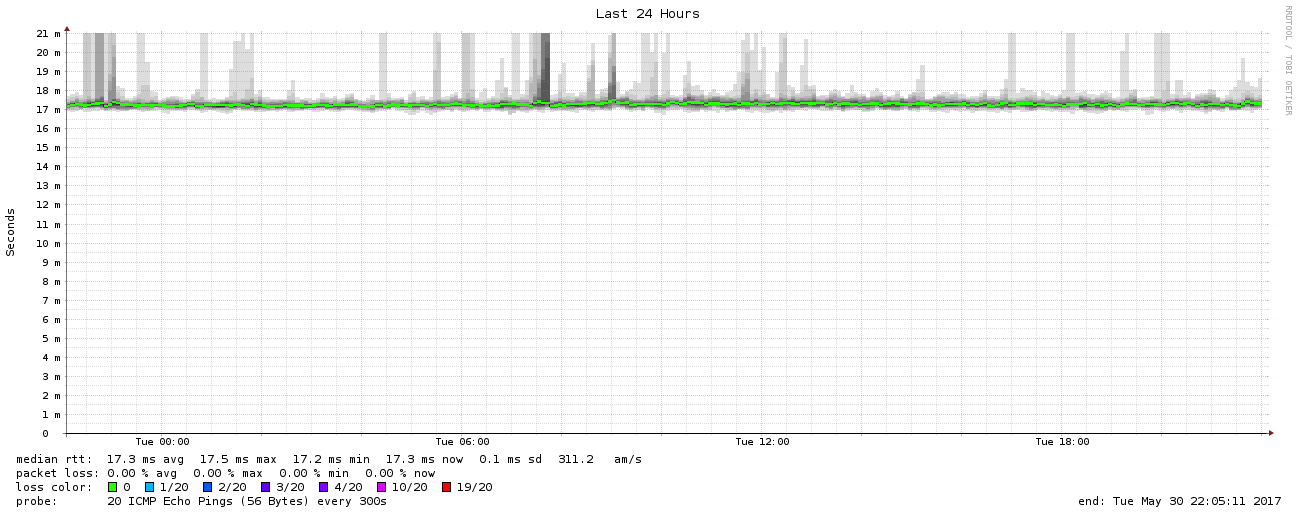 Last 24 Hours
RRDTOOL / TOBI OETIKER
Seconds
21 m
20 m
19 m
18 m
17 m
16 m
15 m
14 m
13 m
12 m
11 m
10 m
9 m
8 m
7 m
6 m
5 m
4 m
3 m
2 m
1 m
0
Tue 00:00 Tue 06:00 Tue 12:00 Tue 18:00
median rtt: 17.3 ms avg 17.5 ms max 17.2 ms min 17.3 ms now 0.1 ms sd 311.2 am/s
packet loss: 0.00 % avg 0.00 % max 0.00 % min 0.00 % now
loss color: 0 1/20 2/20 3/20 4/20 10/20 19/20
probe: 20 ICMP Echo Pings (56 Bytes) every 300s end: Tue May 30 22:05:11 2017